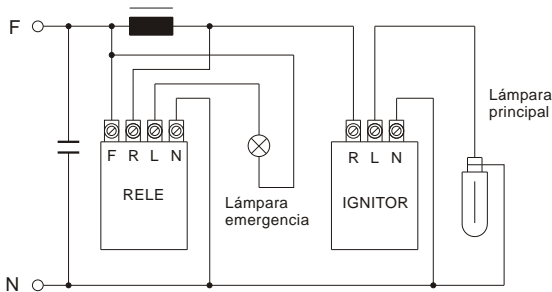 F
Lámpara
principal
F R L N
R L N
RELE
Lámpara
emergencia
IGNITOR
N